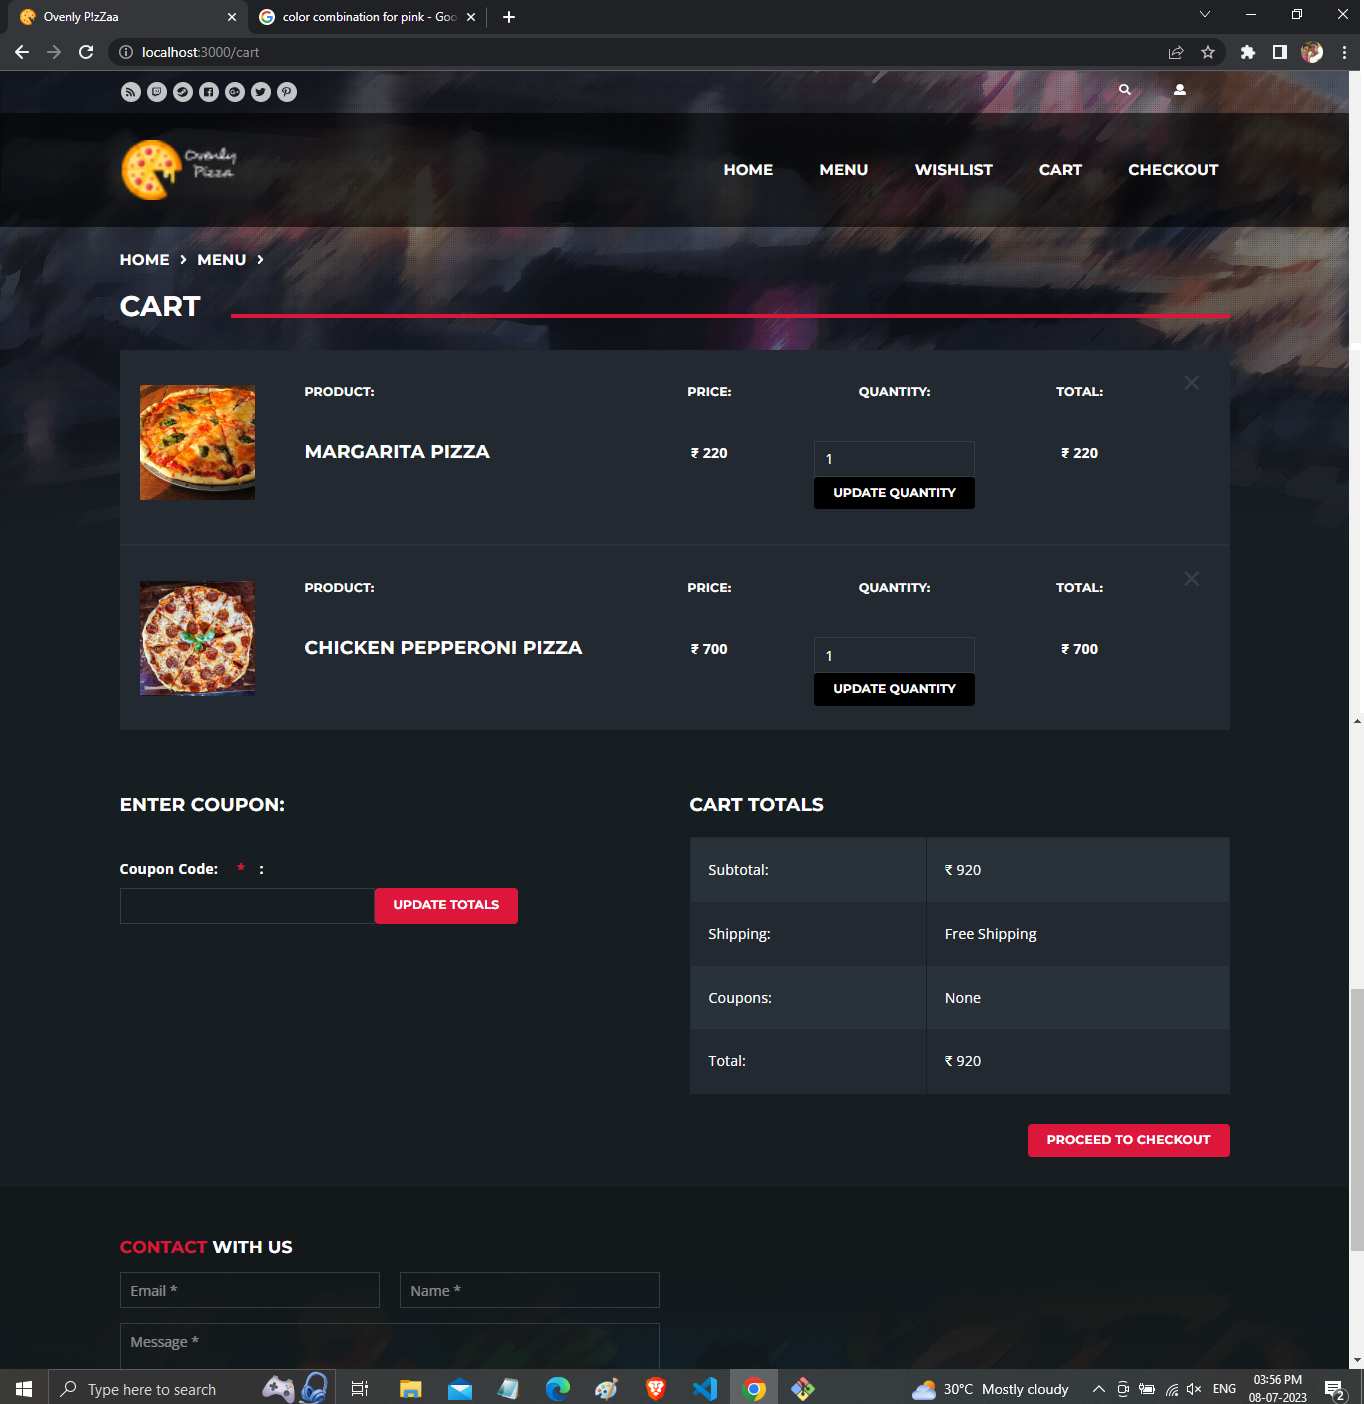 Ovenly P!zZaa
color combination for pink - Goo
localhost:3000/cart
Ovenly
Pizza
HOME MENU WISHLIST CART CHECKOUT
HOME > MENU >
CART
PRODUCT: PRICE: QUANTITY: TOTAL:
MARGARITA PIZZA ₹ 220 1 ₹ 220
UPDATE QUANTITY
PRODUCT: PRICE: QUANTITY: TOTAL:
CHICKEN PEPPERONI PIZZA ₹ 700 1 ₹ 700
UPDATE QUANTITY
ENTER COUPON:
Coupon Code: * :
UPDATE TOTALS
CART TOTALS
Subtotal: ₹ 920
Shipping: Free Shipping
Coupons: None
Total: ₹ 920
PROCEED TO CHECKOUT
CONTACT WITH US
Email * Name *
Message *
Type here to search
30°C Mostly cloudy
ENG
03:56 PM
08-07-2023
2